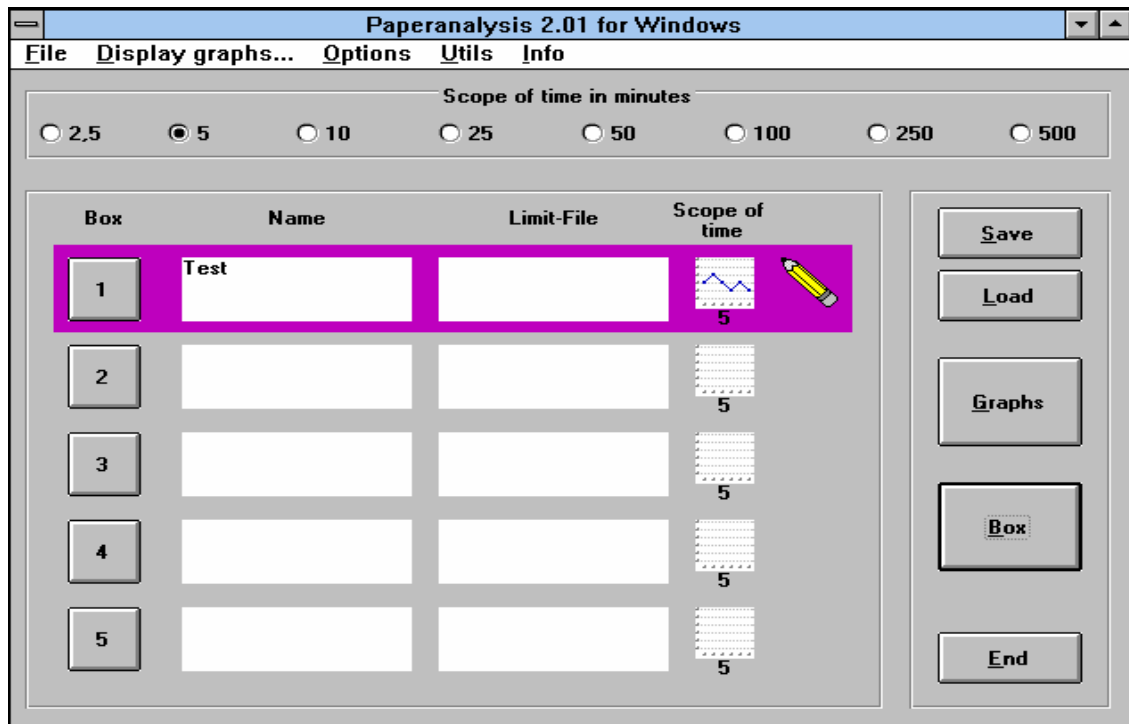 Paperanalysis 2.01 for Windows
File Display graphs... Options Utils Info
Scope of time in minutes
2,5 5 10 25 50 100 250 500
Box Name Limit-File Scope of time
1 Test 5
2 5
3 5
4 5
5 5
Save
Load
Graphs
Box
End